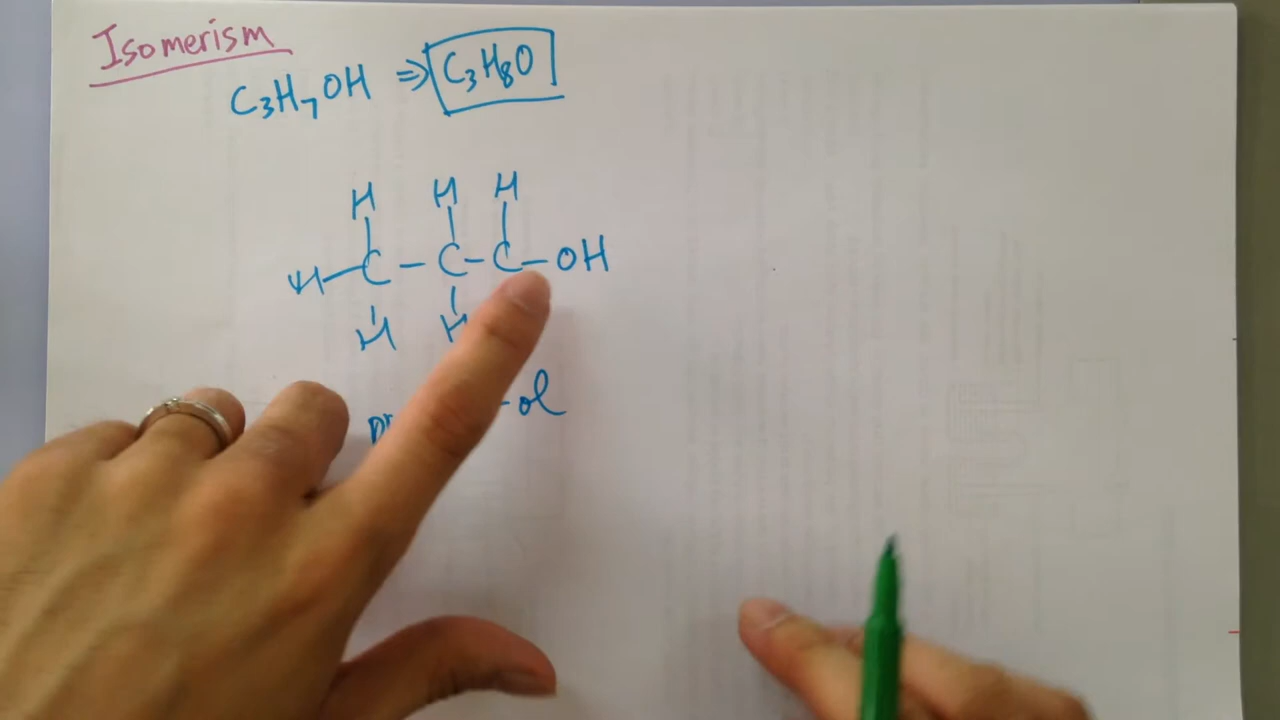 Isomerism
C₃H₇OH ⇒ C₃H₈O
H H H
H—C—C—C—OH
H H
-ol